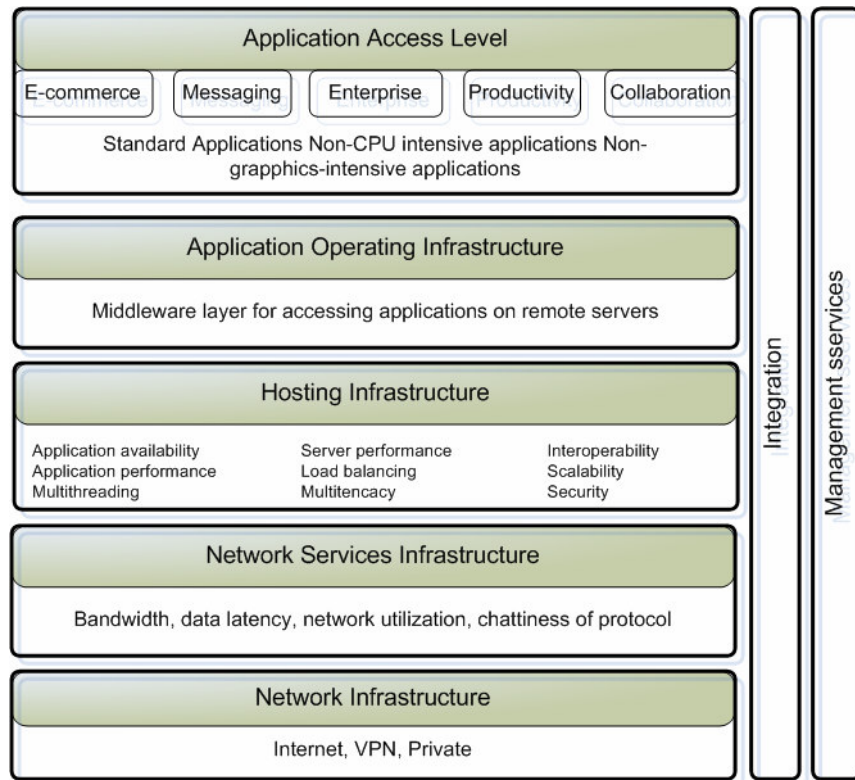 Application Access Level
E-commerce Messaging Enterprise Productivity Collaboration
Standard Applications Non-CPU intensive applications Non-
grapphics-intensive applications
Application Operating Infrastructure
Middleware layer for accessing applications on remote servers
Hosting Infrastructure
Application availability Server performance Interoperability
Application performance Load balancing Scalability
Multithreading Multitencacy Security
Network Services Infrastructure
Bandwidth, data latency, network utilization, chattiness of protocol
Network Infrastructure
Internet, VPN, Private
Integration
Management sservices